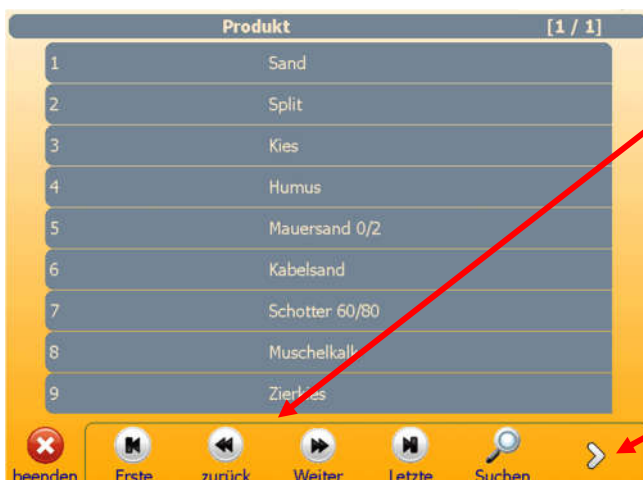 Produkt [1 / 1]
1 Sand
2 Split
3 Kies
4 Humus
5 Mauersand 0/2
6 Kabelsand
7 Schotter 60/80
8 Muschelkalk
9 Zierkies
beenden Erste zurück Weiter Letzte Suchen